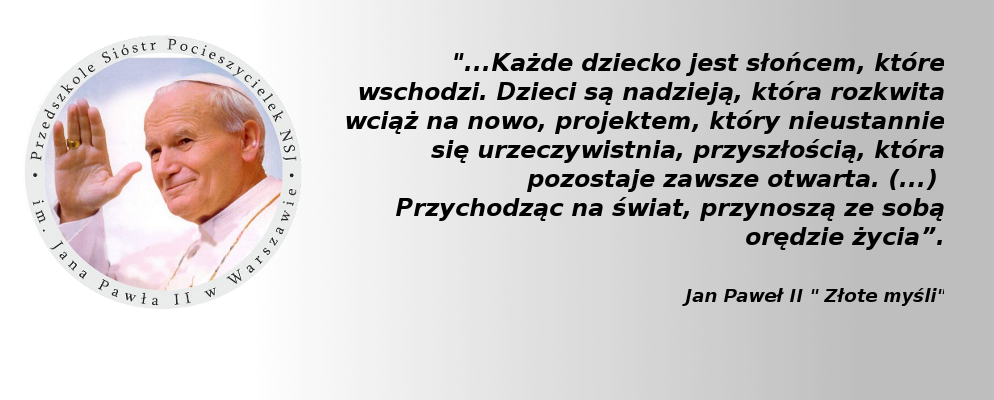 • Przedszkole Sióstr Pocieszycielek NSJ •
im. Jana Pawła II w Warszawie
"...Każde dziecko jest słońcem, które
wschodzi. Dzieci są nadzieją, która rozkwita
wciąż na nowo, projektem, który nieustannie
się urzeczywistnia, przyszłością, która
pozostaje zawsze otwarta. (...)
Przychodząc na świat, przynoszą ze sobą
orędzie życia”.
Jan Paweł II " Złote myśli"